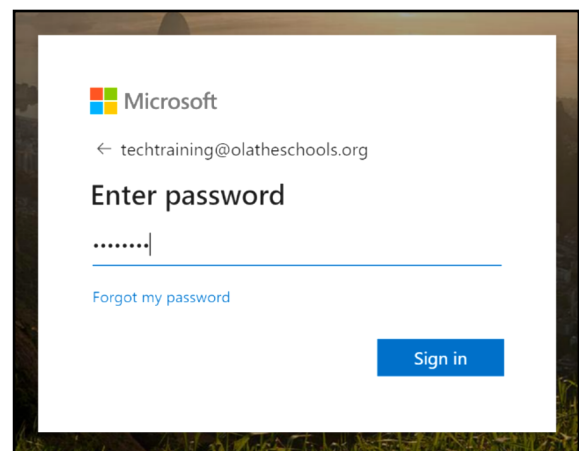 Microsoft
← techtraining@olatheschools.org
Enter password
••••••••
Forgot my password
Sign in